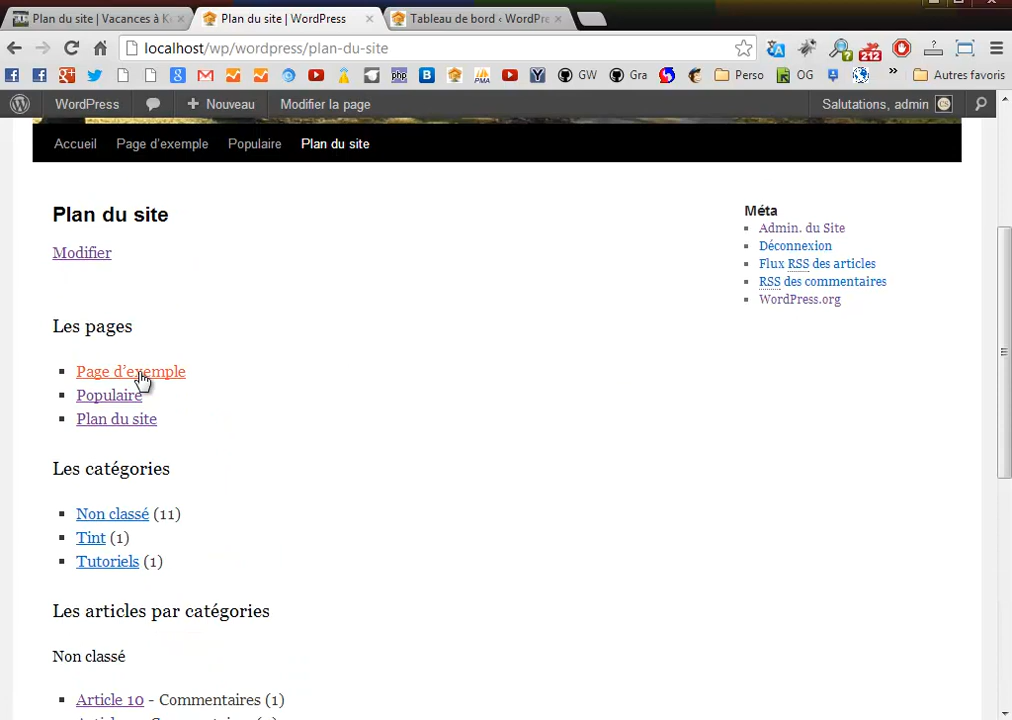 Plan du site | Vacances à K
Plan du site | WordPress
Tableau de bord ‹ WordPre
localhost/wp/wordpress/plan-du-site
GW
Gra
Perso
OG
Autres favoris
WordPress
Nouveau
Modifier la page
Salutations, admin
Accueil
Page d'exemple
Populaire
Plan du site
Plan du site
Modifier
Méta
Admin. du Site
Déconnexion
Flux RSS des articles
RSS des commentaires
WordPress.org
Les pages
Page d'exemple
Populaire
Plan du site
Les catégories
Non classé (11)
Tint (1)
Tutoriels (1)
Les articles par catégories
Non classé
Article 10 - Commentaires (1)